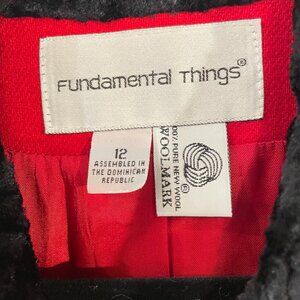 Fundamental Things®
12
ASSEMBLED IN
THE DOMINICAN
REPUBLIC
100% PURE NEW WOOL
WOOLMARK